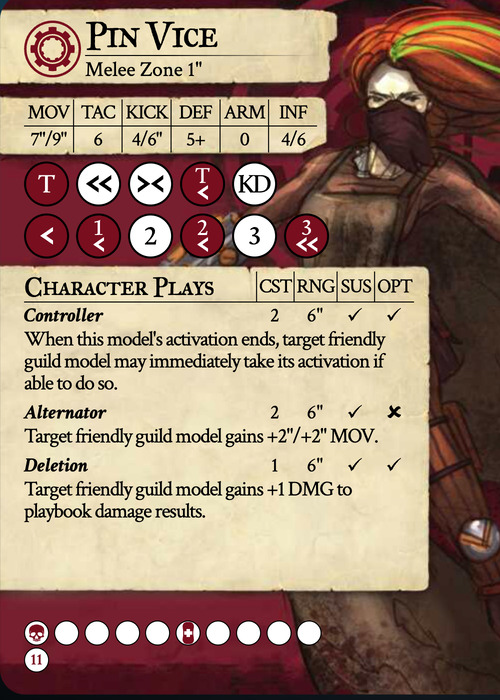 Pin Vice
Melee Zone 1"
MOV TAC KICK DEF ARM INF
7"/9" 6 4/6" 5+ 0 4/6
T << >< T < KD
< 1 < 2 2 < 3 3 <<
Character Plays CST RNG SUS OPT
Controller 2 6" ✓ ✓
When this model's activation ends, target friendly
guild model may immediately take its activation if
able to do so.
Alternator 2 6" ✓ ✗
Target friendly guild model gains +2"/+2" MOV.
Deletion 1 6" ✓ ✓
Target friendly guild model gains +1 DMG to
playbook damage results.
11